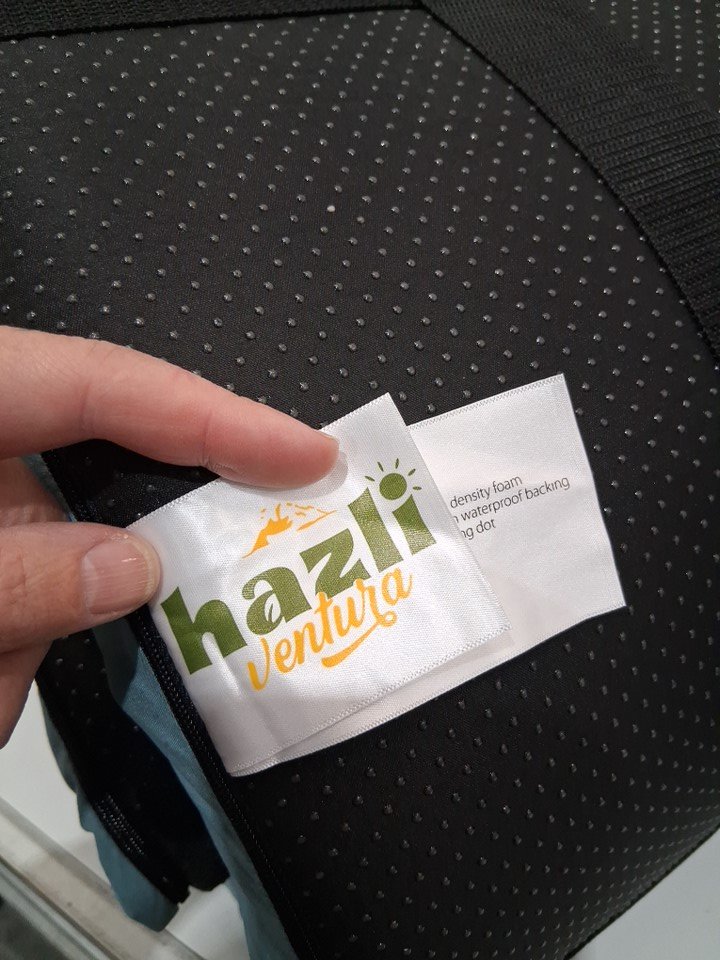 hazli
ventura
density foam
waterproof backing
dot